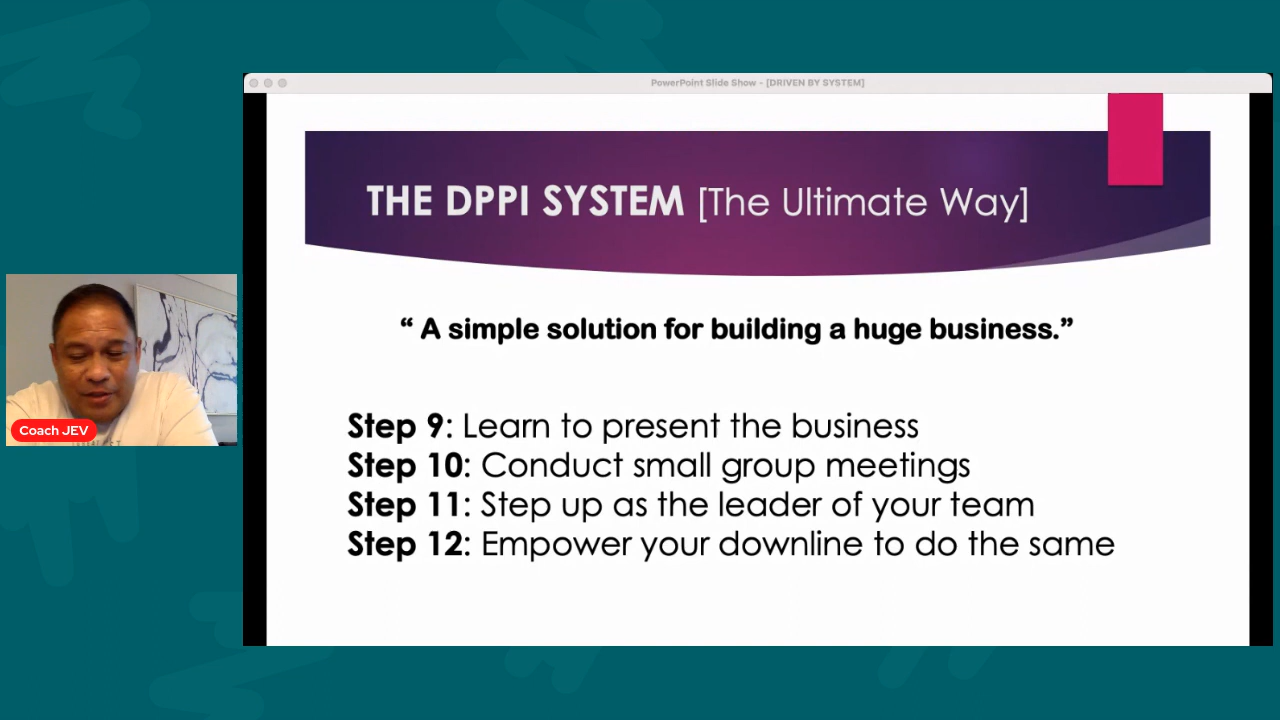 PowerPoint Slide Show - [DRIVEN BY SYSTEM]
THE DPPI SYSTEM [The Ultimate Way]
“ A simple solution for building a huge business.”
Step 9: Learn to present the business
Step 10: Conduct small group meetings
Step 11: Step up as the leader of your team
Step 12: Empower your downline to do the same
Coach JEV